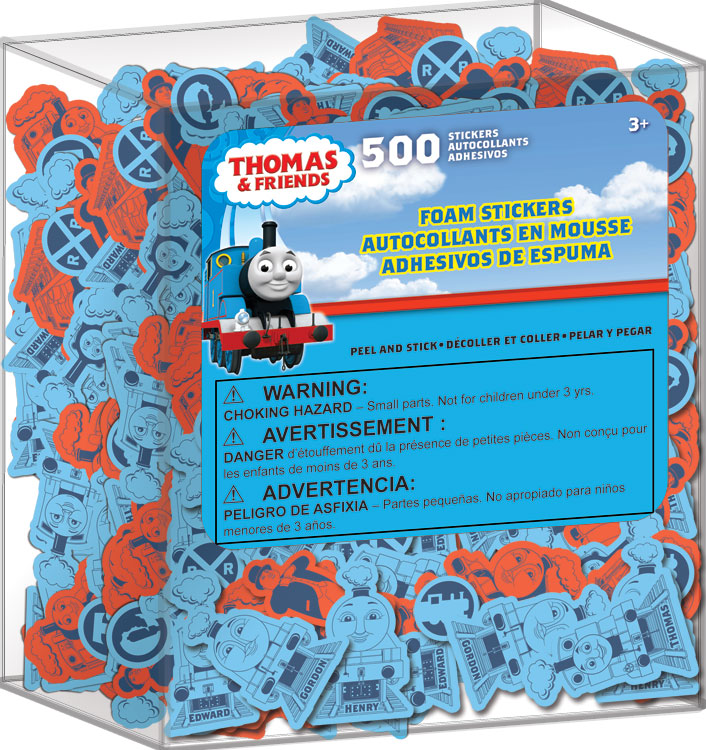 THOMAS
& FRIENDS
500
STICKERS
AUTOCOLLANTS
ADHESIVOS
3+
FOAM STICKERS
AUTOCOLLANTS EN MOUSSE
ADHESIVOS DE ESPUMA
PEEL AND STICK • DÉCOLLER ET COLLER • PELAR Y PEGAR
WARNING:
CHOKING HAZARD – Small parts. Not for children under 3 yrs.
AVERTISSEMENT :
DANGER d'étouffement dû la présence de petites pièces. Non conçu pour
les enfants de moins de 3 ans.
ADVERTENCIA:
PELIGRO DE ASFIXIA – Partes pequeñas. No apropiado para niños
menores de 3 años.
EDWARD
R R
R R
R R
R R
EDWARD
R R
EDWARD
GORDON
HENRY
EDWARD
GORDON
HENRY
THOMAS